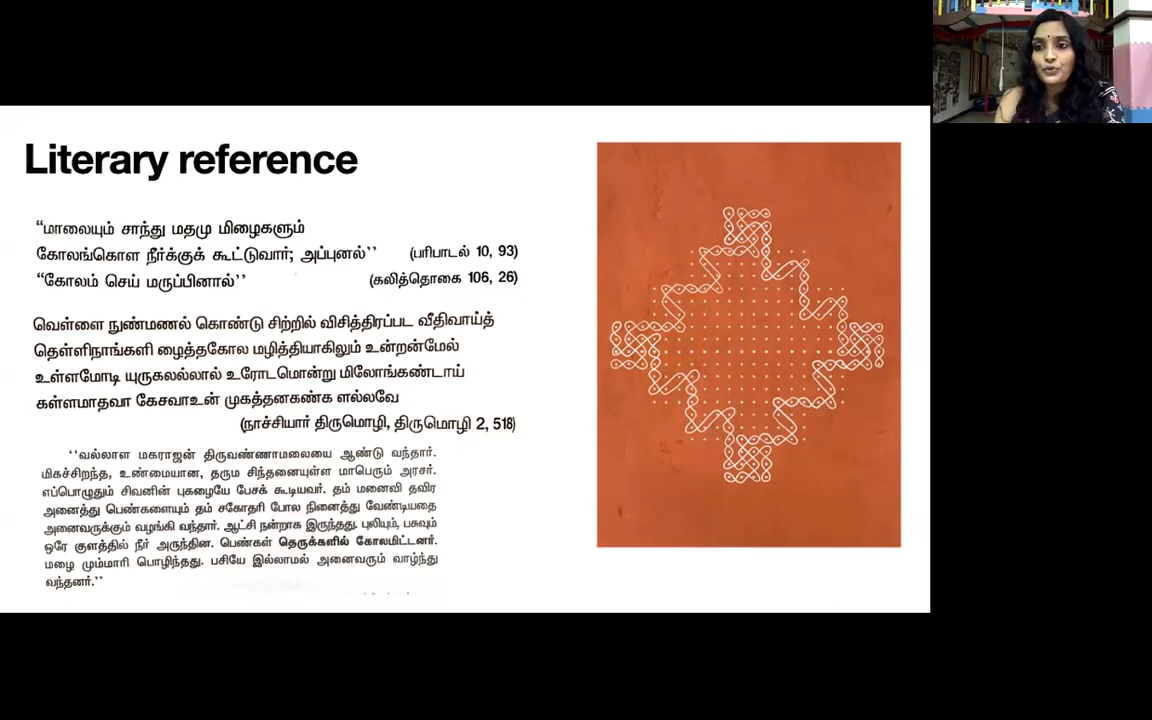 Literary reference
“மாலையும் சாந்து மதமு மிழைகளும்
கோலங்கொள நீர்க்குக் கூட்டுவார்; அப்புனல்’’ (பரிபாடல் 10, 93)
“கோலம் செய் மருப்பினால்’’ (கலித்தொகை 106, 26)
வெள்ளை நுண்மணல் கொண்டு சிற்றில் விசித்திரப்பட வீதிவாய்த்
தெள்ளிநாங்களி ழைத்தகோல மழித்தியாகிலும் உன்றன்மேல்
உள்ளமோடி யுருகலல்லால் உரோடமொன்று மிலோங்கண்டாய்
கள்ளமாதவா கேசவாஉன் முகத்தனகண்க ளல்லவே
(நாச்சியார் திருமொழி, திருமொழி 2, 518)
‘‘வல்லாள மகராஜன் திருவண்ணாமலையை ஆண்டு வந்தார்.
மிகச்சிறந்த, உண்மையான, தரும சிந்தனையுள்ள மாபெரும் அரசர்.
எப்பொழுதும் சிவனின் புகழையே பேசக் கூடியவர். தம் மனைவி தவிர
அனைத்து பெண்களையும் தம் சகோதரி போல நினைத்து வேண்டியதை
அனைவருக்கும் வழங்கி வந்தார். ஆட்சி நன்றாக இருந்தது. புலியும், பசுவும்
ஒரே குளத்தில் நீர் அருந்தின. பெண்கள் தெருக்களில் கோலமிட்டனர்.
மழை மும்மாரி பொழிந்தது. பசியே இல்லாமல் அனைவரும் வாழ்ந்து
வந்தனர்.’’